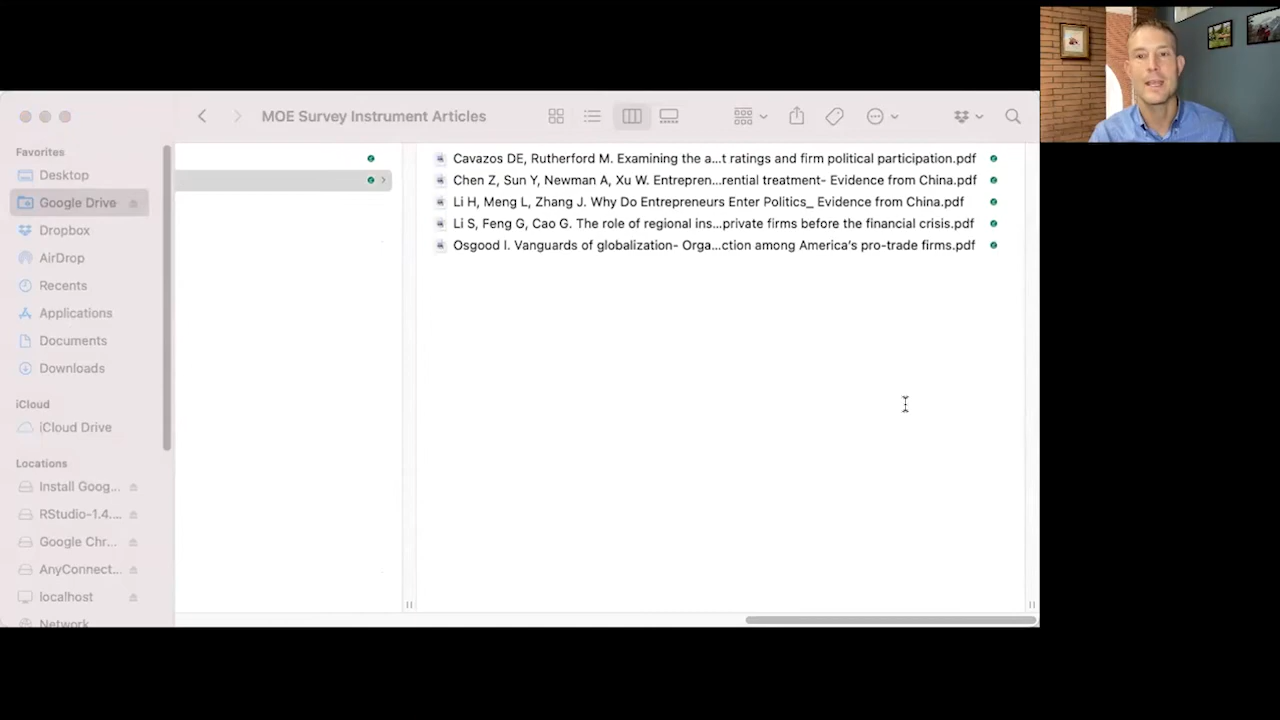 MOE Survey Instrument Articles
Favorites
Desktop
Google Drive
Dropbox
AirDrop
Recents
Applications
Documents
Downloads
iCloud
iCloud Drive
Locations
Install Goog...
RStudio-1.4....
Google Chr...
AnyConnect...
localhost
Network
Cavazos DE, Rutherford M. Examining the a...t ratings and firm political participation.pdf
Chen Z, Sun Y, Newman A, Xu W. Entrepren...rential treatment- Evidence from China.pdf
Li H, Meng L, Zhang J. Why Do Entrepreneurs Enter Politics_ Evidence from China.pdf
Li S, Feng G, Cao G. The role of regional ins...private firms before the financial crisis.pdf
Osgood I. Vanguards of globalization- Orga...ction among America's pro-trade firms.pdf